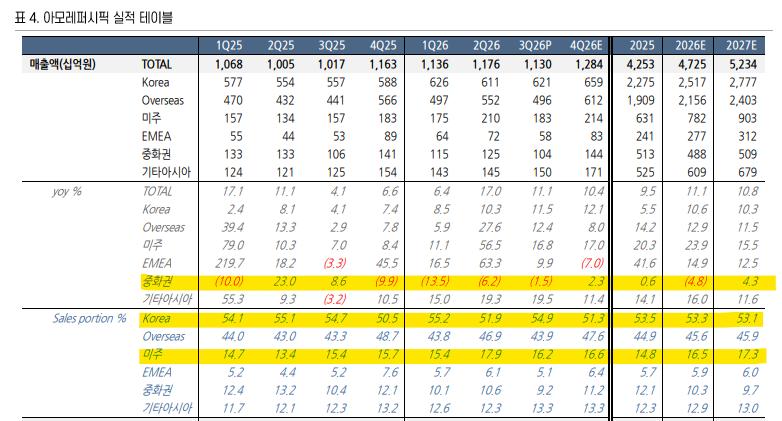 표 4. 아모레퍼시픽 실적 테이블
1Q25 2Q25 3Q25 4Q25 1Q26 2Q26 3Q26P 4Q26E 2025 2026E 2027E
매출액(십억원) TOTAL 1,068 1,005 1,017 1,163 1,136 1,176 1,130 1,284 4,253 4,725 5,234
Korea 577 554 557 588 626 611 621 659 2,275 2,517 2,777
Overseas 470 432 441 566 497 552 496 612 1,909 2,156 2,403
미주 157 134 157 183 175 210 183 214 631 782 903
EMEA 55 44 53 89 64 72 58 83 241 277 312
중화권 133 133 106 141 115 125 104 144 513 488 509
기타아시아 124 121 125 154 143 145 150 171 525 609 679
yoy % TOTAL 17.1 11.1 4.1 6.6 6.4 17.0 11.1 10.4 9.5 11.1 10.8
Korea 2.4 8.1 4.1 7.4 8.5 10.3 11.5 12.1 5.5 10.6 10.3
Overseas 39.4 13.3 2.9 7.8 5.9 27.6 12.4 8.0 14.2 12.9 11.5
미주 79.0 10.3 7.0 8.4 11.1 56.5 16.8 17.0 20.3 23.9 15.5
EMEA 219.7 18.2 (3.3) 45.5 16.5 63.3 9.9 (7.0) 41.6 14.9 12.5
중화권 (10.0) 23.0 8.6 (9.9) (13.5) (6.2) (1.5) 2.3 0.6 (4.8) 4.3
기타아시아 55.3 9.3 (3.2) 10.5 15.0 19.3 19.5 11.4 14.1 16.0 11.6
Sales portion % Korea 54.1 55.1 54.7 50.5 55.2 51.9 54.9 51.3 53.5 53.3 53.1
Overseas 44.0 43.0 43.3 48.7 43.8 46.9 43.9 47.6 44.9 45.6 45.9
미주 14.7 13.4 15.4 15.7 15.4 17.9 16.2 16.6 14.8 16.5 17.3
EMEA 5.2 4.4 5.2 7.6 5.7 6.1 5.1 6.4 5.7 5.9 6.0
중화권 12.4 13.2 10.4 12.1 10.1 10.6 9.2 11.2 12.1 10.3 9.7
기타아시아 11.7 12.1 12.3 13.2 12.6 12.3 13.3 13.3 12.3 12.9 13.0